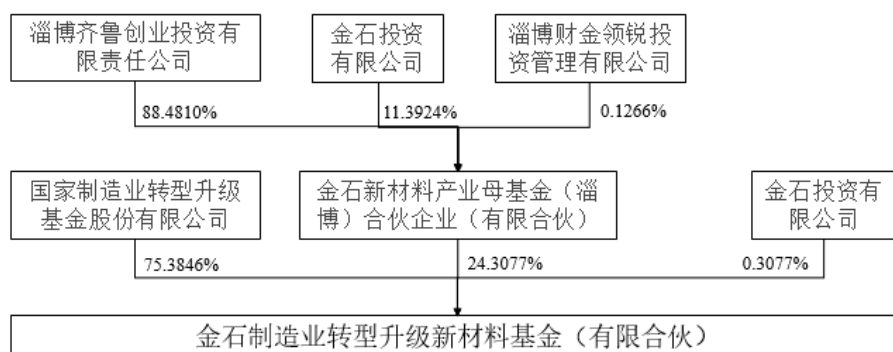 淄博齐鲁创业投资有
限责任公司
金石投资
有限公司
淄博财金领锐投
资管理有限公司
88.4810%
11.3924%
0.1266%
国家制造业转型升级
基金股份有限公司
金石新材料产业母基金（淄
博）合伙企业（有限合伙）
金石投资有
限公司
75.3846%
24.3077%
0.3077%
金石制造业转型升级新材料基金（有限合伙）